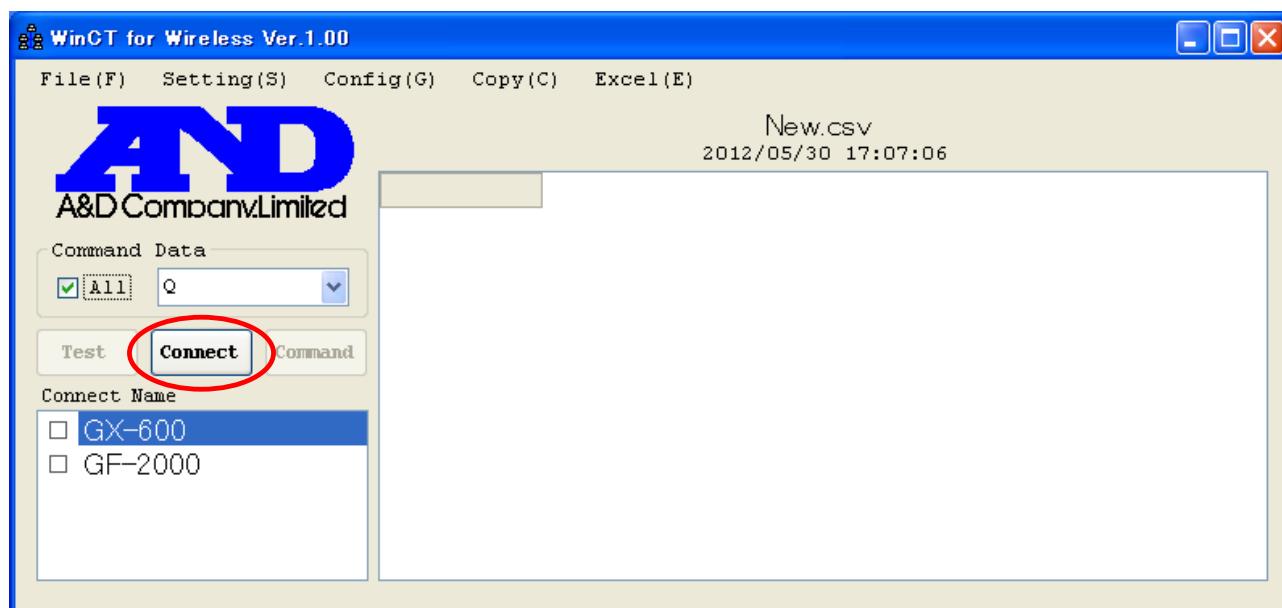 WinCT for Wireless Ver.1.00
File(F) Setting(S) Config(G) Copy(C) Excel(E)
AND
A&D Company,Limited
New.csv
2012/05/30 17:07:06
Command Data
All Q
Test Connect Command
Connect Name
GX-600
GF-2000